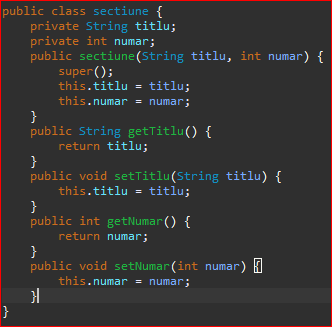 public class sectiune {
    private String titlu;
    private int numar;
    public sectiune(String titlu, int numar) {
        super();
        this.titlu = titlu;
        this.numar = numar;
    }
    public String getTitlu() {
        return titlu;
    }
    public void setTitlu(String titlu) {
        this.titlu = titlu;
    }
    public int getNumar() {
        return numar;
    }
    public void setNumar(int numar) {
        this.numar = numar;
    }
}